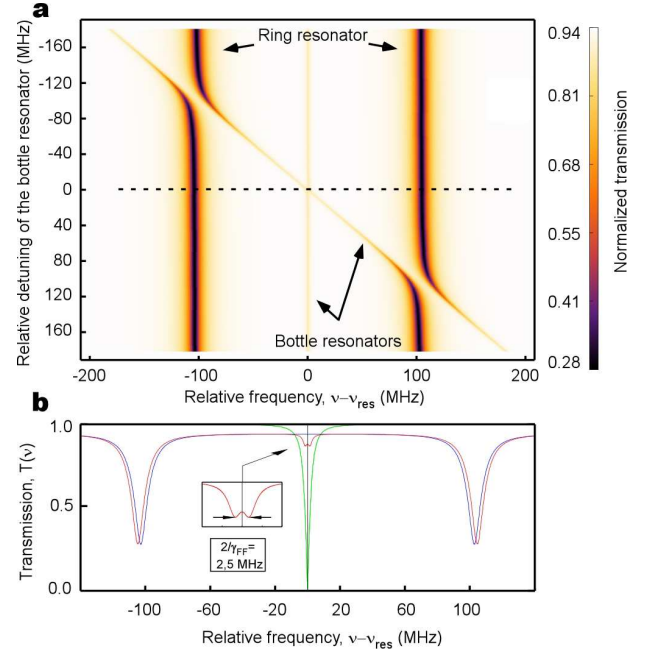 a
Relative detuning of the bottle resonator (MHz)
-160
-120
-80
-40
0
40
80
120
160
Ring resonator
Bottle resonators
-200
-100
0
100
200
Relative frequency, ν–νres (MHz)
0.94
0.81
0.68
0.55
0.41
0.28
Normalized transmission
b
Transmission, T(ν)
1.0
0.5
0.0
2/γFF=
2,5 MHz
-100
-60
-20
20
60
100
Relative frequency, ν–νres (MHz)